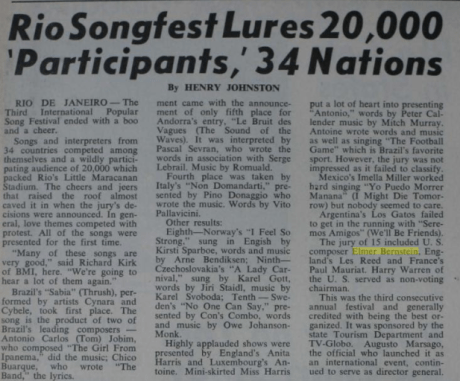 Rio Songfest Lures 20,000
'Participants,' 34 Nations
By HENRY JOHNSTON
RIO DE JANEIRO — The
Third International Popular
Song Festival ended with a boo
and a cheer.
Songs and interpreters from
34 countries competed among
themselves and a wildly partici-
pating audience of 20,000 which
packed Rio's Little Maracanan
Stadium. The cheers and jeers
that raised the roof almost
caved it in when the jury's de-
cisions were announced. In gen-
eral, love themes competed with
protest. All of the songs were
presented for the first time.
"Many of these songs are
very good," said Richard Kirk
of BMI, here. "We're going to
hear a lot of them again."
Brazil's "Sabia" (Thrush), per-
formed by artists Cynara and
Cybele, took first place. The
song is the product of two of
Brazil's leading composers —
Antonio Carlos (Tom) Jobim,
who composed "The Girl From
Ipanema," did the music; Chico
Buarque, who wrote "The
Band," the lyrics.
ment came with the announce-
ment of only fifth place for
Andorra's entry, "Le Bruit des
Vagues (The Sound of the
Waves). It was interpreted by
Pascal Sevran, who wrote the
words in association with Serge
Lebrail. Music by Romuald.
Fourth place was taken by
Italy's "Non Domandarti," pre-
sented by Pino Donaggio who
wrote the music. Words by Vito
Pallavicini.
Other results:
Eighth—Norway's "I Feel So
Strong," sung in Engish by
Kirsti Sparboe, words and music
by Arne Bendiksen; Ninth—
Czechoslovakia's "A Lady Car-
nival," sung by Karel Gott,
words by Jiri Staidl, music by
Karel Svoboda; Tenth — Swe-
den's "No One Can Say," pre-
sented by Con's Combo, words
and music by Owe Johanson-
Monk.
Highly applauded shows were
presented by England's Anita
Harris and Luxembourg's An-
toine. Mini-skirted Miss Harris
put a lot of heart into presenting
"Antonio," words by Peter Cal-
lender music by Mitch Murray,
Antoine wrote words and music
as well as singing "The Football
Game" which is Brazil's favorite
sport. However, the jury was not
impressed as it failed to classify.
Mexico's Imella Miller worked
hard singing "Yo Puedo Morrer
Manana" (I Might Die Tomor-
row) but nobody seemed to care.
Argentina's Los Gatos failed
to get in the running with "Sere-
mos Amigos" (We'll Be Friends).
The jury of 15 included U. S.
composer Elmer Bernstein, Eng-
land's Les Reed and France's
Paul Mauriat. Harry Warren of
the U. S. served as non-voting
chairman.
This was the third consecutive
annual festival and generally
credited with being the best or-
ganized. It was sponsored by the
state Tourism Department and
TV-Globo. Augusto Marsago,
the official who launched it as
an international event, contin-
ued to serve as director general.